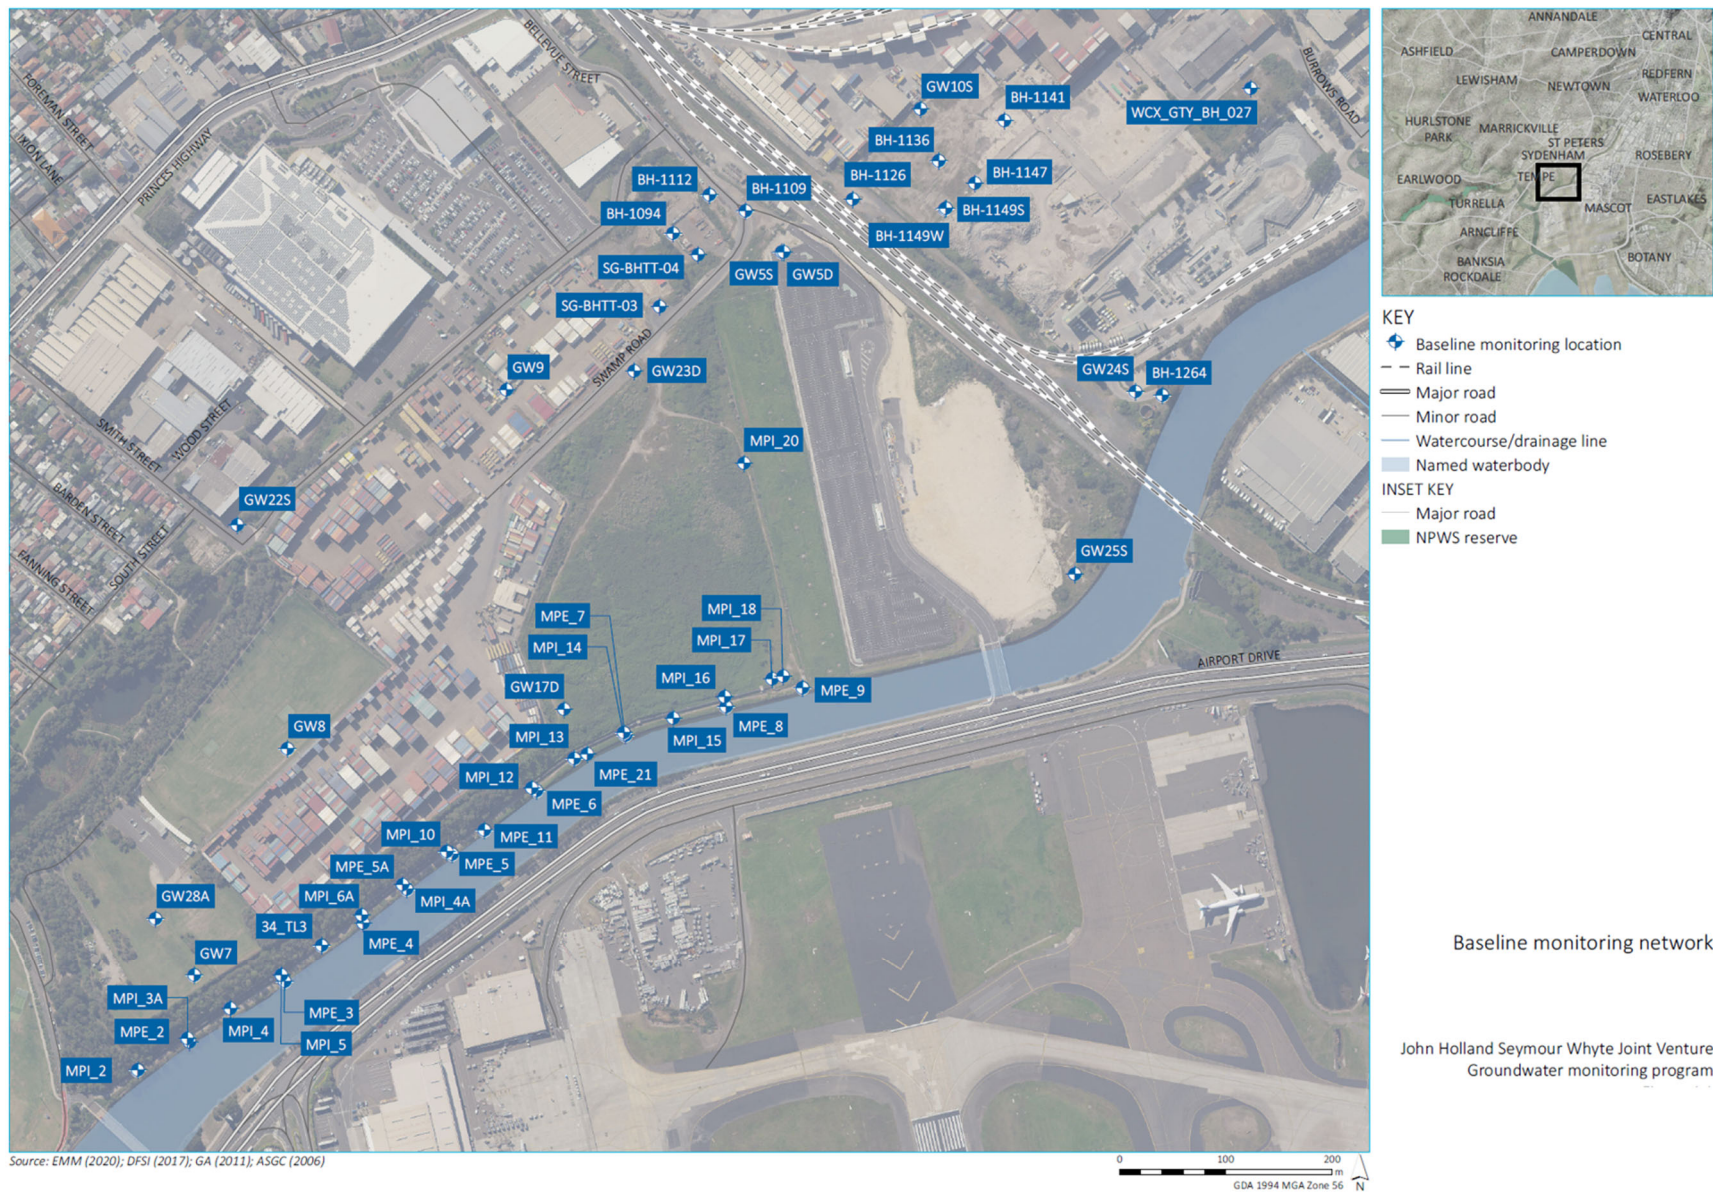 BELLEVUE STREET
FOREMAN STREET
IXION LANE
PRINCES HIGHWAY
BURROWS ROAD
GW10S
BH-1141
WCX_GTY_BH_027
BH-1136
BH-1126
BH-1147
BH-1112
BH-1109
BH-1149S
BH-1094
BH-1149W
SG-BHTT-04
GW5S
GW5D
SG-BHTT-03
SWAMP ROAD
GW9
GW23D
GW24S
BH-1264
SMITH STREET
WOOD STREET
MPI_20
BARDEN STREET
GW22S
SOUTH STREET
FANNING STREET
GW25S
MPE_7
MPI_18
MPI_14
MPI_17
AIRPORT DRIVE
GW17D
MPI_16
MPE_9
GW8
MPI_13
MPI_15
MPE_8
MPI_12
MPE_21
MPE_6
MPI_10
MPE_11
MPE_5A
MPE_5
GW28A
MPI_6A
MPI_4A
34_TL3
MPE_4
GW7
MPI_3A
MPE_3
MPE_2
MPI_4
MPI_5
MPI_2
ANNANDALE
CENTRAL
ASHFIELD
CAMPERDOWN
LEWISHAM
NEWTOWN
REDFERN
WATERLOO
HURLSTONE
PARK
MARRICKVILLE
ST PETERS
SYDENHAM
ROSEBERY
EARLWOOD
TEMPE
TURRELLA
MASCOT
EASTLAKES
ARNCLIFFE
BANKSIA
BOTANY
ROCKDALE
KEY
Baseline monitoring location
Rail line
Major road
Minor road
Watercourse/drainage line
Named waterbody
INSET KEY
Major road
NPWS reserve
Baseline monitoring network
John Holland Seymour Whyte Joint Venture
Groundwater monitoring program
Source: EMM (2020); DFSI (2017); GA (2011); ASGC (2006)
0 100 200
m
GDA 1994 MGA Zone 56 N